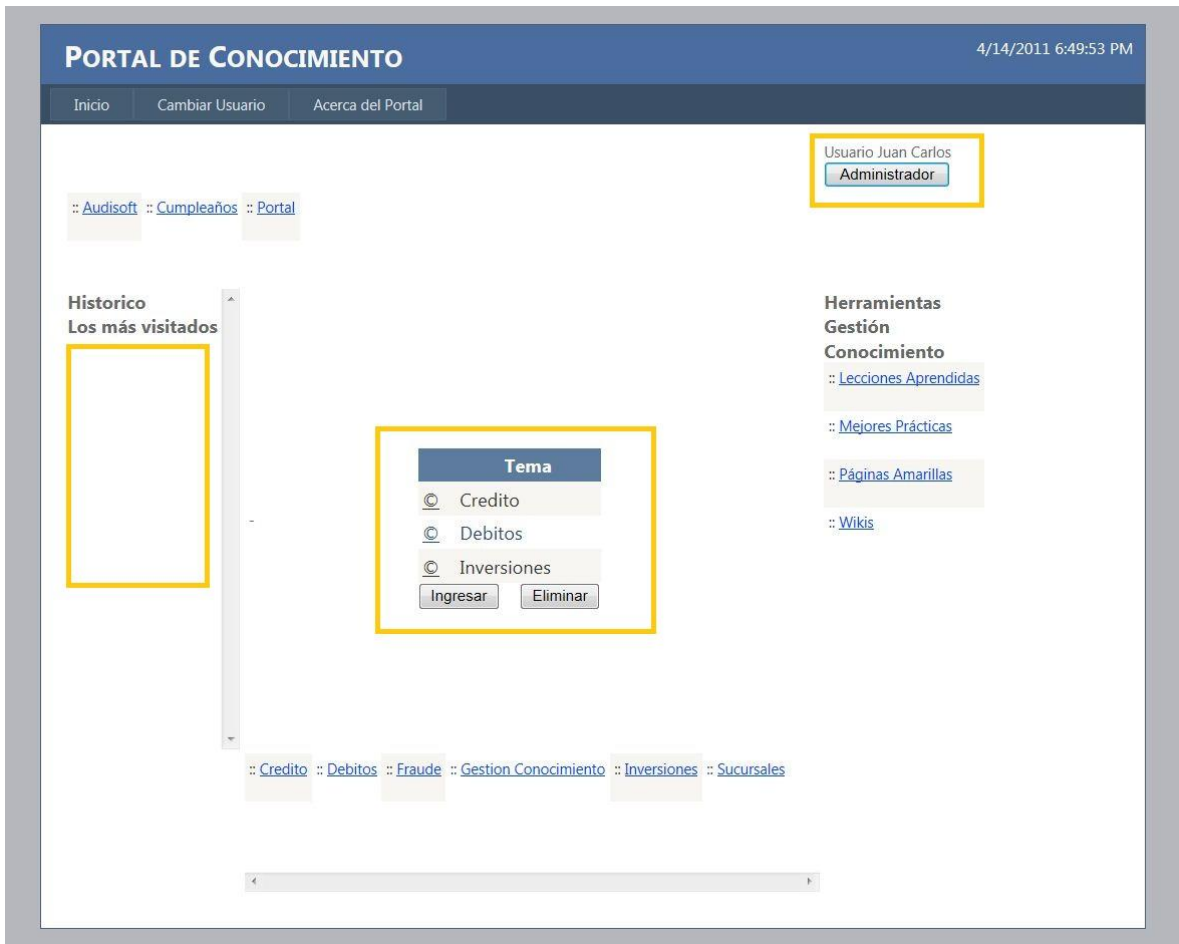 PORTAL DE CONOCIMIENTO
4/14/2011 6:49:53 PM
Inicio Cambiar Usuario Acerca del Portal
Usuario Juan Carlos
Administrador
:: Audisoft :: Cumpleaños :: Portal
Historico
Los más visitados
Tema
© Credito
© Debitos
© Inversiones
Ingresar Eliminar
Herramientas
Gestión
Conocimiento
:: Lecciones Aprendidas
:: Mejores Prácticas
:: Páginas Amarillas
:: Wikis
:: Credito :: Debitos :: Fraude :: Gestion Conocimiento :: Inversiones :: Sucursales